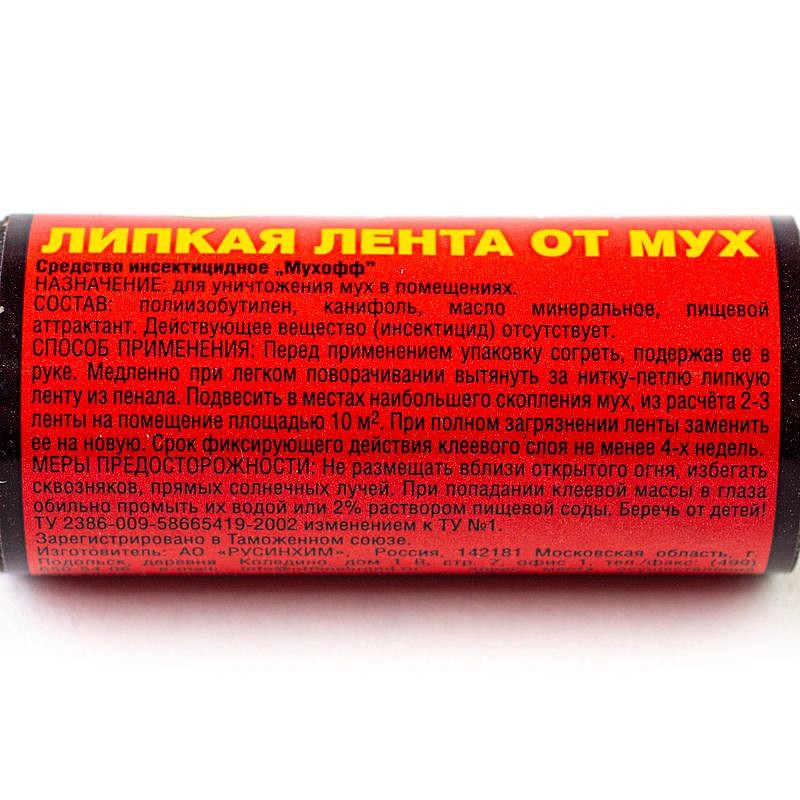 ЛИПКАЯ ЛЕНТА ОТ МУХ
Средство инсектицидное „Мухофф”
НАЗНАЧЕНИЕ: для уничтожения мух в помещениях.
СОСТАВ: полиизобутилен, канифоль, масло минеральное, пищевой
аттрактант. Действующее вещество (инсектицид) отсутствует.
СПОСОБ ПРИМЕНЕНИЯ: Перед применением упаковку согреть, подержав ее в
руке. Медленно при легком поворачивании вытянуть за нитку-петлю липкую
ленту из пенала. Подвесить в местах наибольшего скопления мух, из расчёта 2-3
ленты на помещение площадью 10 м². При полном загрязнении ленты заменить
ее на новую. Срок фиксирующего действия клеевого слоя не менее 4-х недель.
МЕРЫ ПРЕДОСТОРОЖНОСТИ: Не размещать вблизи открытого огня, избегать
сквозняков, прямых солнечных лучей. При попадании клеевой массы в глаза
обильно промыть их водой или 2% раствором пищевой соды. Беречь от детей!
ТУ 2386-009-58665419-2002 изменением к ТУ №1.
Зарегистрировано в Таможенном союзе.
Изготовитель: АО «РУСИНХИМ», Россия, 142181 Московская область, г.
Подольск, деревня Коледино, дом 1 В, стр. 7, офис 1, тел./факс: (499)